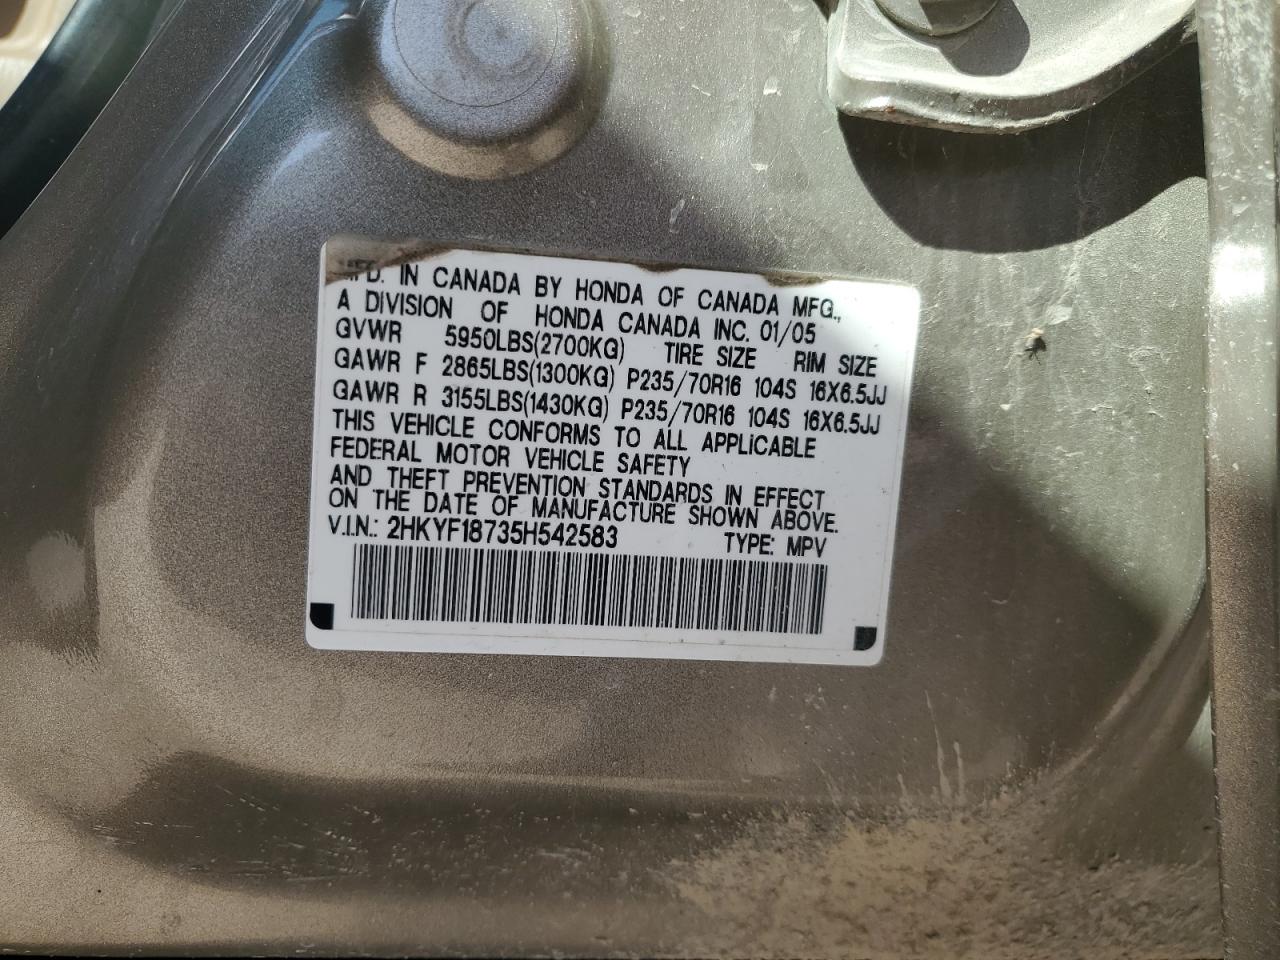 MFD. IN CANADA BY HONDA OF CANADA MFG.,
A DIVISION OF HONDA CANADA INC. 01/05
GVWR 5950LBS(2700KG) TIRE SIZE RIM SIZE
GAWR F 2865LBS(1300KG) P235/70R16 104S 16X6.5JJ
GAWR R 3155LBS(1430KG) P235/70R16 104S 16X6.5JJ
THIS VEHICLE CONFORMS TO ALL APPLICABLE
FEDERAL MOTOR VEHICLE SAFETY
AND THEFT PREVENTION STANDARDS IN EFFECT
ON THE DATE OF MANUFACTURE SHOWN ABOVE.
V.I.N.: 2HKYF18735H542583 TYPE: MPV